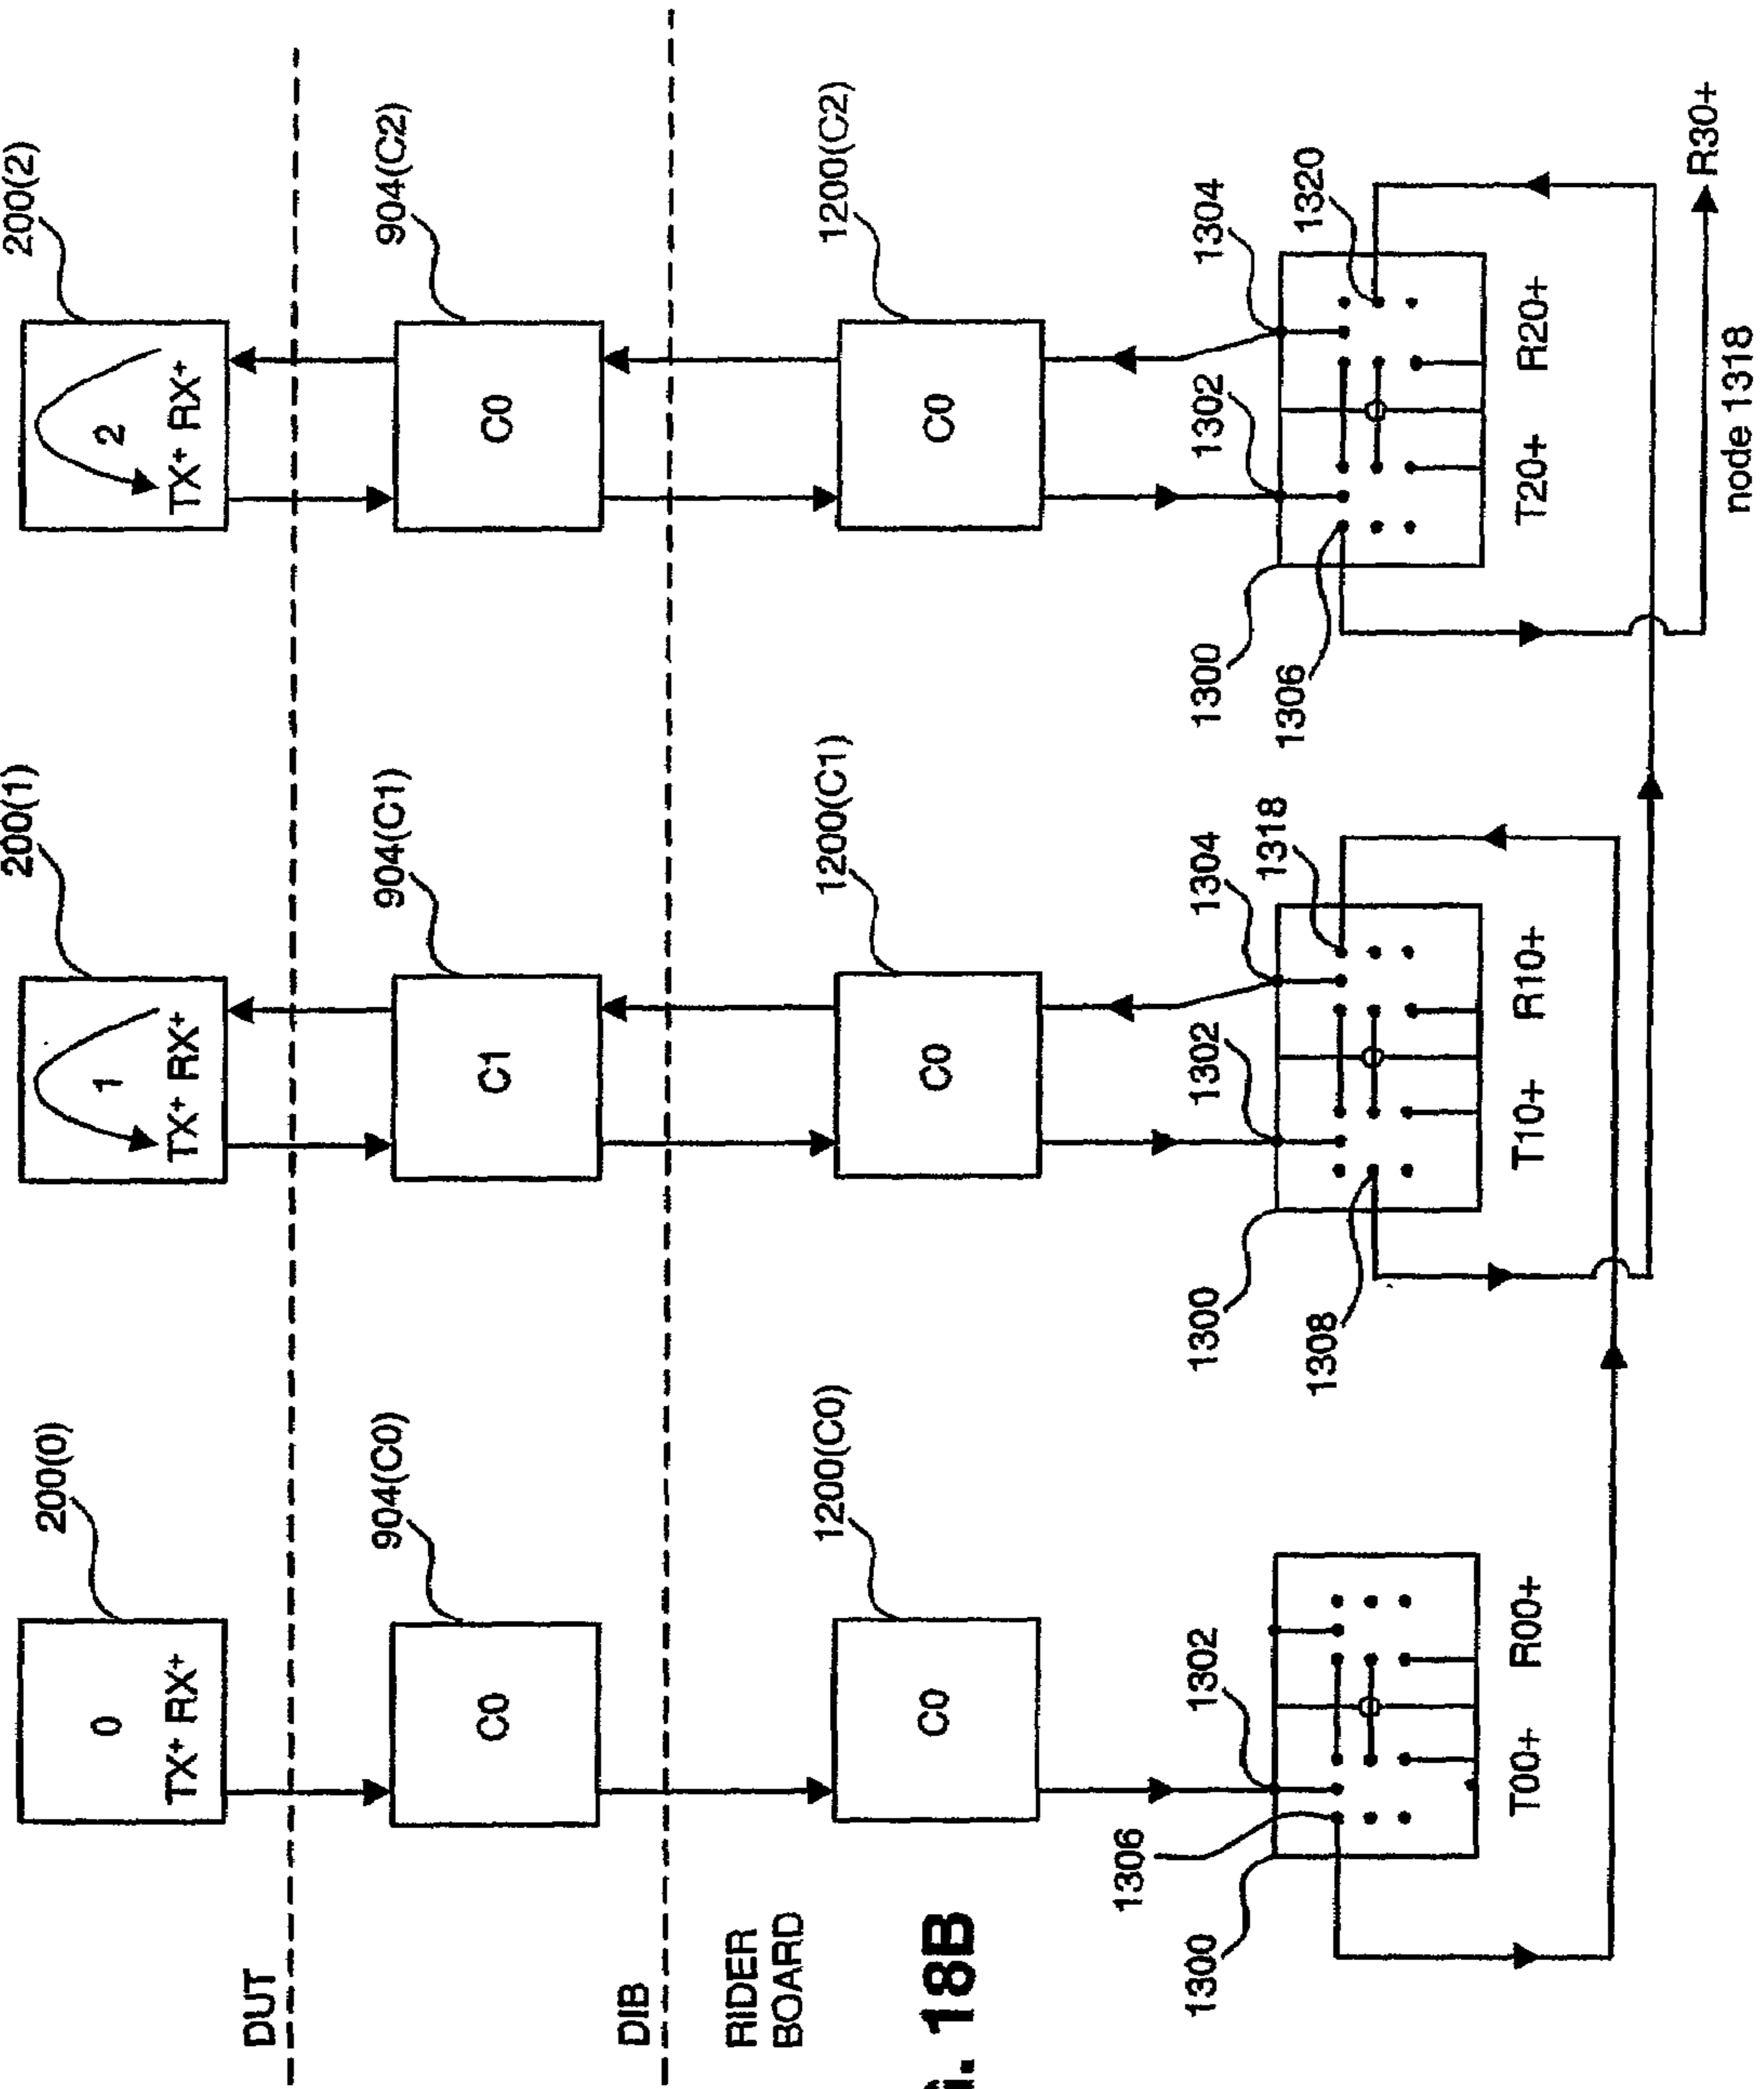 200(0)
200(1)
200(2)
0
TX+ RX+
1
TX+ RX+
2
TX+ RX+
DUT
904(C0)
904(C1)
904(C2)
C0
C1
C0
DIB
RIDER
BOARD
1200(C0)
1200(C1)
1200(C2)
C0
C0
C0
18B
1306
1300
1302
1300
1308
1302
1304
1318
1300
1306
1302
1304
1320
T00+ R00+
T10+ R10+
T20+ R20+
R30+
node 1318